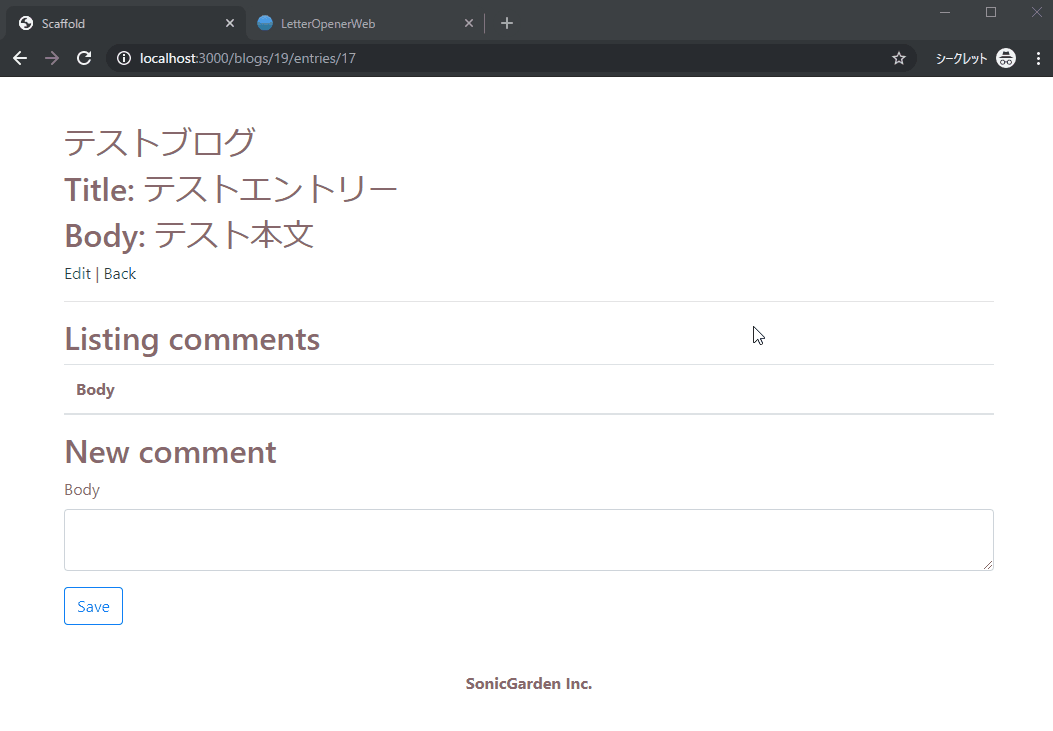 Scaffold
LetterOpenerWeb
localhost:3000/blogs/19/entries/17
シークレット
テストブログ
Title: テストエントリー
Body: テスト本文
Edit | Back
Listing comments
Body
New comment
Body
Save
SonicGarden Inc.